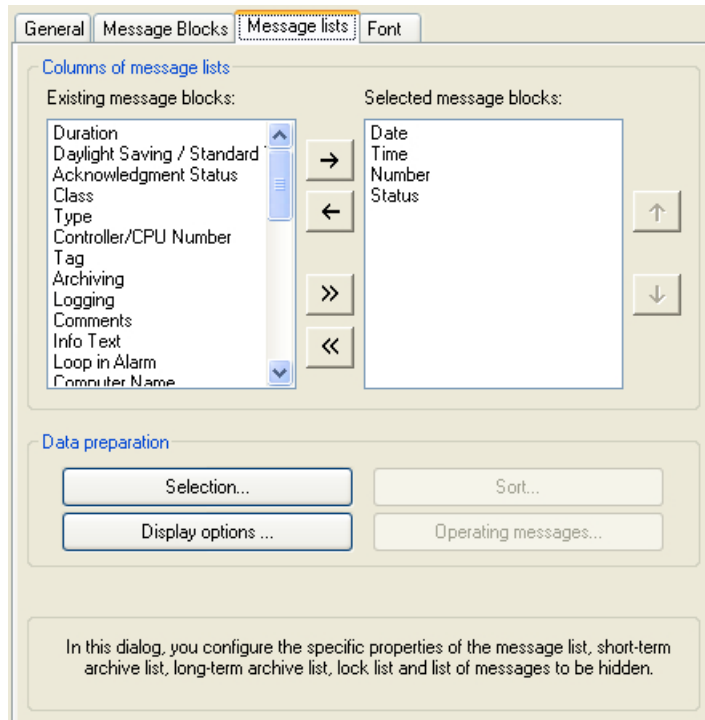 General Message Blocks Message lists Font
Columns of message lists
Existing message blocks:
Selected message blocks:
Duration
Daylight Saving / Standard
Acknowledgment Status
Class
Type
Controller/CPU Number
Tag
Archiving
Logging
Comments
Info Text
Loop in Alarm
Computer Name
Date
Time
Number
Status
Data preparation
Selection...
Sort...
Display options ...
Operating messages...
In this dialog, you configure the specific properties of the message list, short-term
archive list, long-term archive list, lock list and list of messages to be hidden.